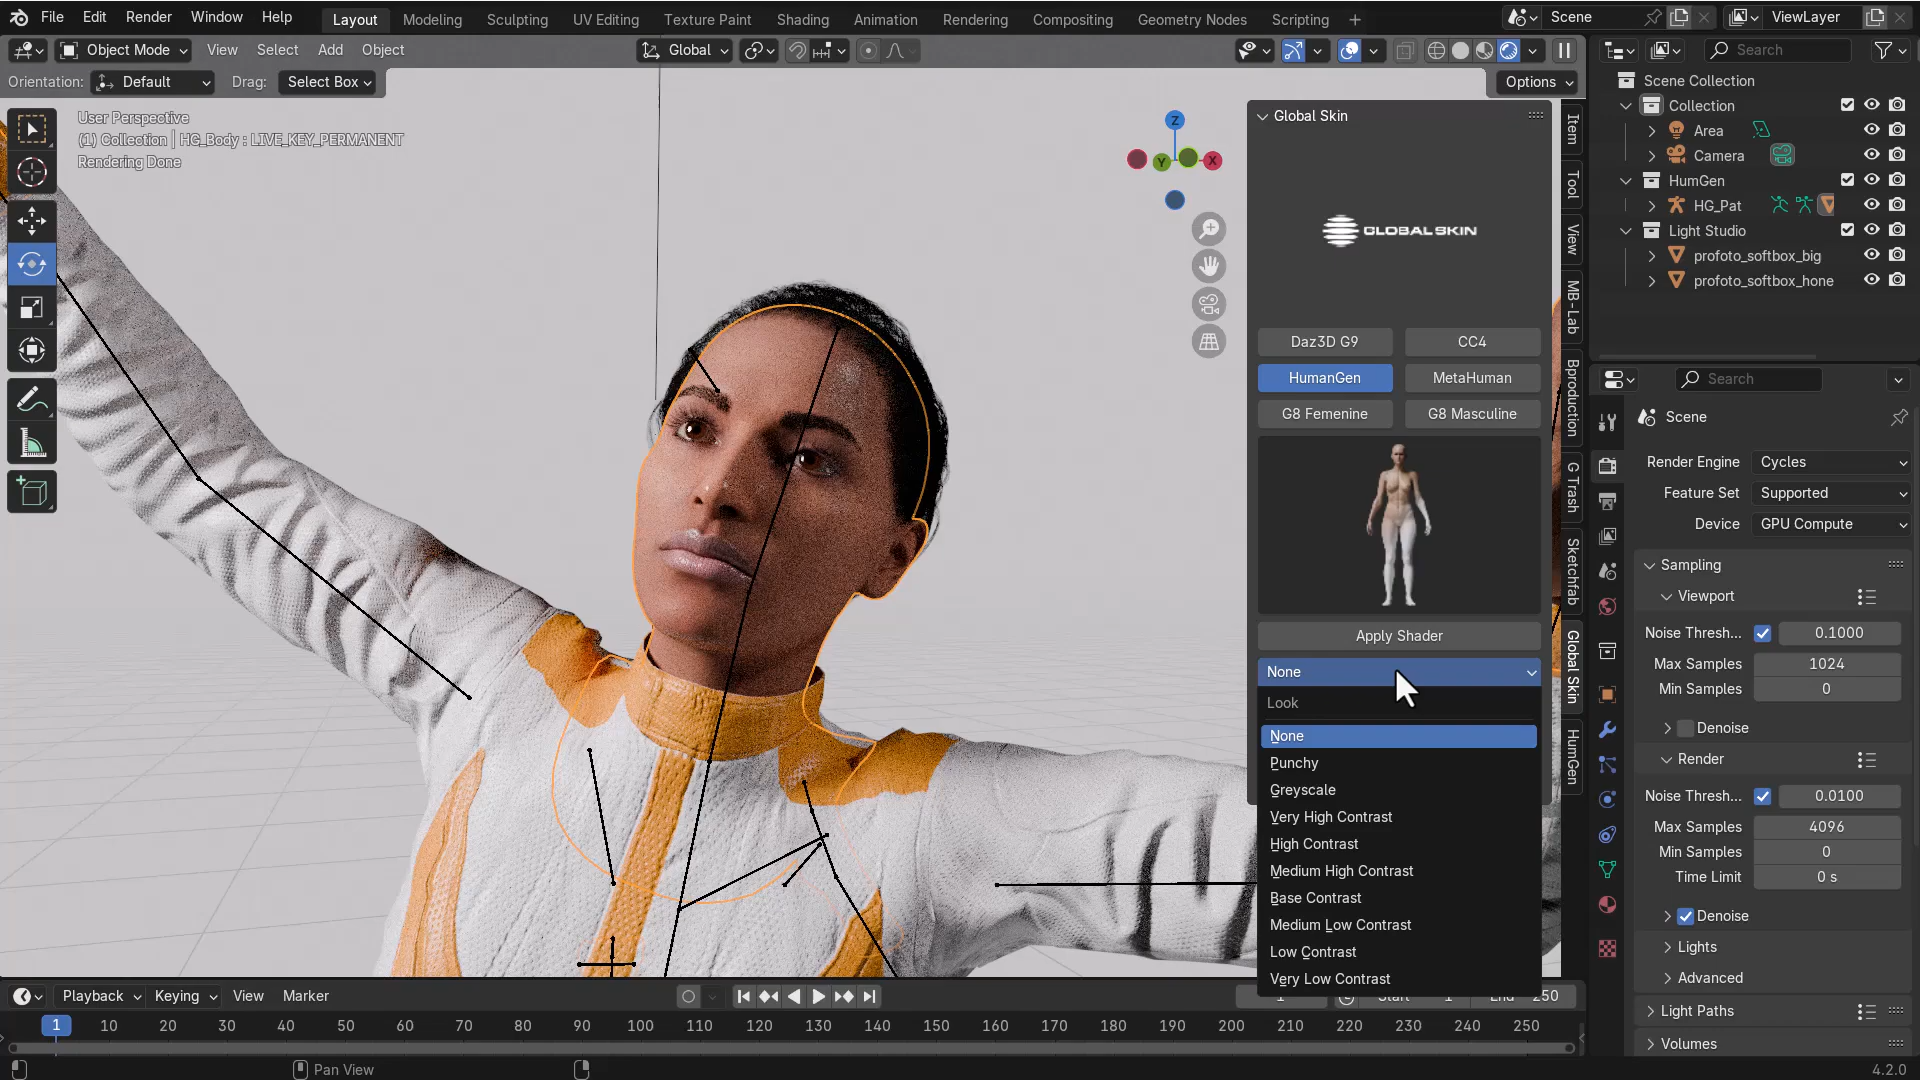 File Edit Render Window Help Layout Modeling Sculpting UV Editing Texture Paint Shading Animation Rendering Compositing Geometry Nodes Scripting + Scene ViewLayer
Object Mode View Select Add Object Global Search
Orientation: Default Drag: Select Box Options
User Perspective
(1) Collection | HG_Body : LIVE_KEY_PERMANENT
Rendering Done
Z
Y
X
Global Skin
GLOBAL SKIN
Daz3D G9 CC4
HumanGen MetaHuman
G8 Femenine G8 Masculine
Apply Shader
None
Look
None
Punchy
Greyscale
Very High Contrast
High Contrast
Medium High Contrast
Base Contrast
Medium Low Contrast
Low Contrast
Very Low Contrast
Item
Tool
View
MB-Lab
Bproduction
G Trash
Sketchfab
Global Skin
HumGen
Scene Collection
Collection
Area
Camera
HumGen
HG_Pat
Light Studio
profoto_softbox_big
profoto_softbox_hone
Search
Scene
Render Engine Cycles
Feature Set Supported
Device GPU Compute
Sampling
Viewport
Noise Thresh... 0.1000
Max Samples 1024
Min Samples 0
Denoise
Render
Noise Thresh... 0.0100
Max Samples 4096
Min Samples 0
Time Limit 0 s
Denoise
Lights
Advanced
Light Paths
Volumes
Playback Keying View Marker 1 Start 1 End 250
1 10 20 30 40 50 60 70 80 90 100 110 120 130 140 150 160 170 180 190 200 210 220 230 240 250
Pan View 4.2.0